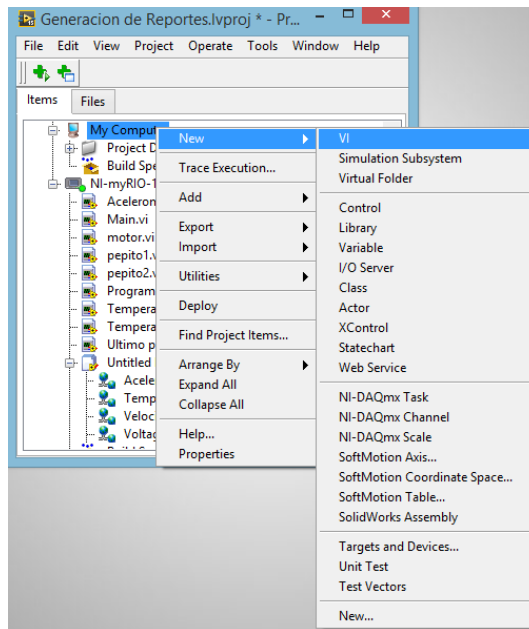 Generacion de Reportes.lvproj * - Pr...
File Edit View Project Operate Tools Window Help
Items Files
My Comput
Project D
Build Spe
NI-myRIO-1
Aceleron
Main.vi
motor.vi
pepito1.v
pepito2.v
Program
Tempera
Tempera
Ultimo p
Untitled
Acele
Temp
Veloc
Voltag
New
Trace Execution...
Add
Export
Import
Utilities
Deploy
Find Project Items...
Arrange By
Expand All
Collapse All
Help...
Properties
VI
Simulation Subsystem
Virtual Folder
Control
Library
Variable
I/O Server
Class
Actor
XControl
Statechart
Web Service
NI-DAQmx Task
NI-DAQmx Channel
NI-DAQmx Scale
SoftMotion Axis...
SoftMotion Coordinate Space...
SoftMotion Table...
SolidWorks Assembly
Targets and Devices...
Unit Test
Test Vectors
New...